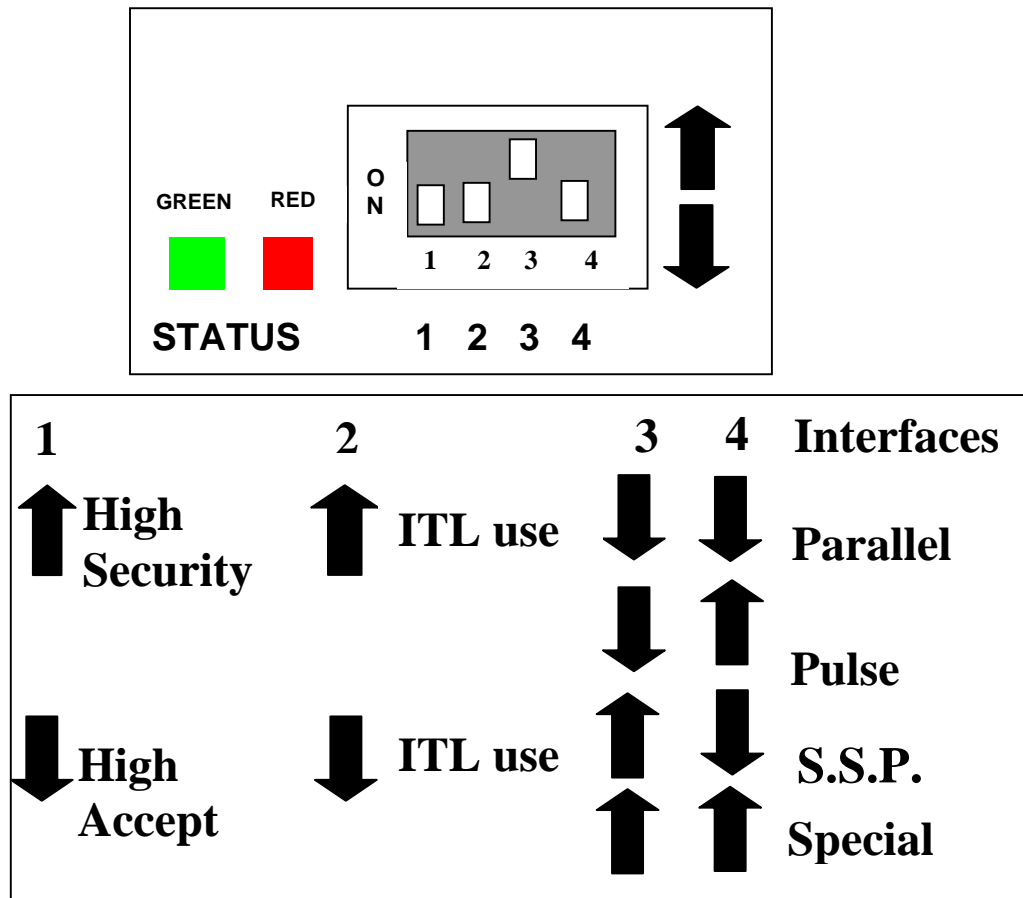 O
N
GREEN RED
1 2 3 4
STATUS 1 2 3 4
1 2 3 4 Interfaces
High
Security
ITL use
Parallel
Pulse
High
Accept
ITL use
S.S.P.
Special